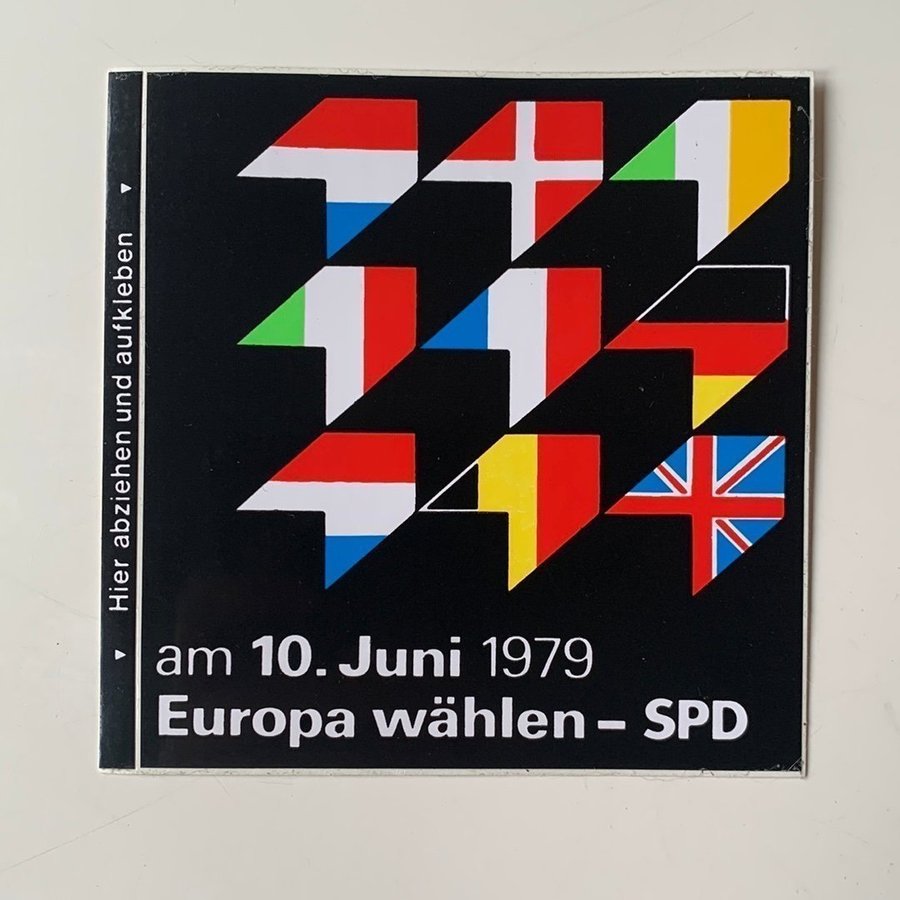 Hier abziehen und aufkleben
am 10. Juni 1979
Europa wählen – SPD